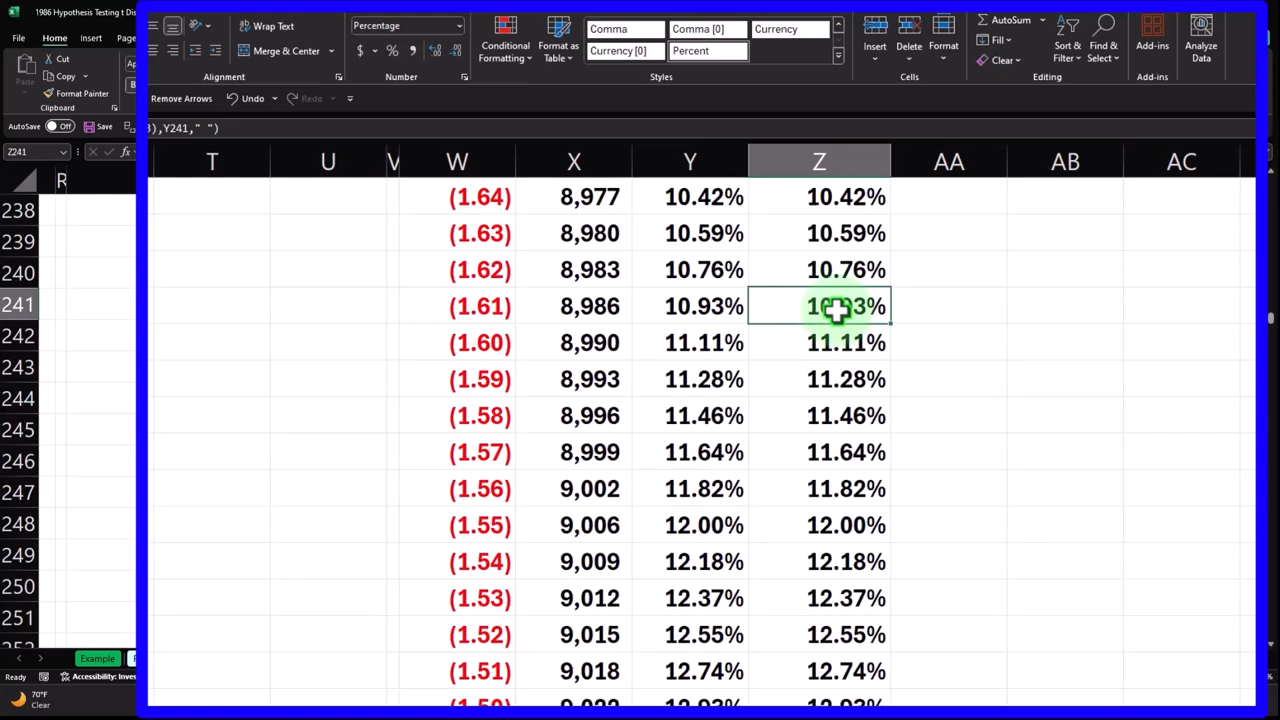 1986 Hypothesis Testing t Dis
File Home Insert Page
Cut
Copy
Format Painter
Clipboard
Wrap Text
Merge & Center
Alignment
Percentage
$ % 9
Number
Conditional Formatting
Format as Table
Comma Comma [0] Currency
Currency [0] Percent
Styles
Insert Delete Format
Cells
AutoSum
Fill
Clear
Sort & Filter
Find & Select
Editing
Add-ins
Add-ins
Analyze Data
AutoSave Off Save
Remove Arrows Undo Redo
Z241 fx 3),Y241," ")
R T U V W X Y Z AA AB AC
238 (1.64) 8,977 10.42% 10.42%
239 (1.63) 8,980 10.59% 10.59%
240 (1.62) 8,983 10.76% 10.76%
241 (1.61) 8,986 10.93%
242 (1.60) 8,990 11.11% 11.11%
243 (1.59) 8,993 11.28% 11.28%
244 (1.58) 8,996 11.46% 11.46%
245 (1.57) 8,999 11.64% 11.64%
246 (1.56) 9,002 11.82% 11.82%
247 (1.55) 9,006 12.00% 12.00%
248 (1.54) 9,009 12.18% 12.18%
249 (1.53) 9,012 12.37% 12.37%
250 (1.52) 9,015 12.55% 12.55%
251 (1.51) 9,018 12.74% 12.74%
Example
Ready Accessibility: Inves
70°F
Clear